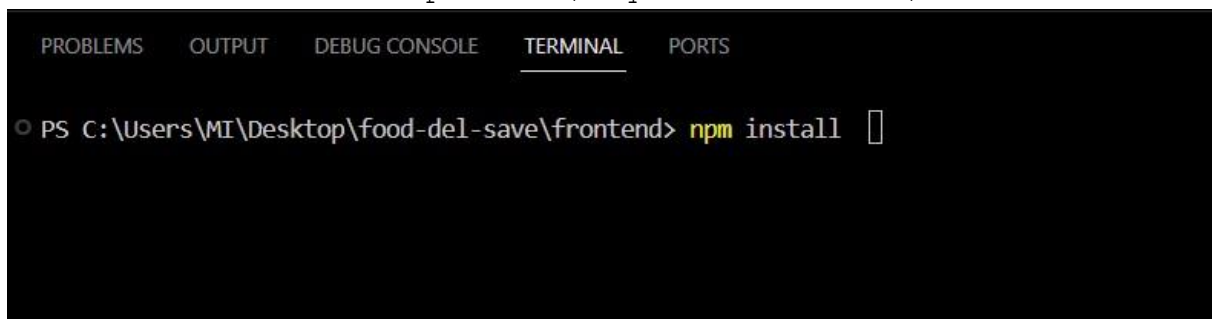 PROBLEMS OUTPUT DEBUG CONSOLE TERMINAL PORTS
PS C:\Users\MI\Desktop\food-del-save\frontend> npm install